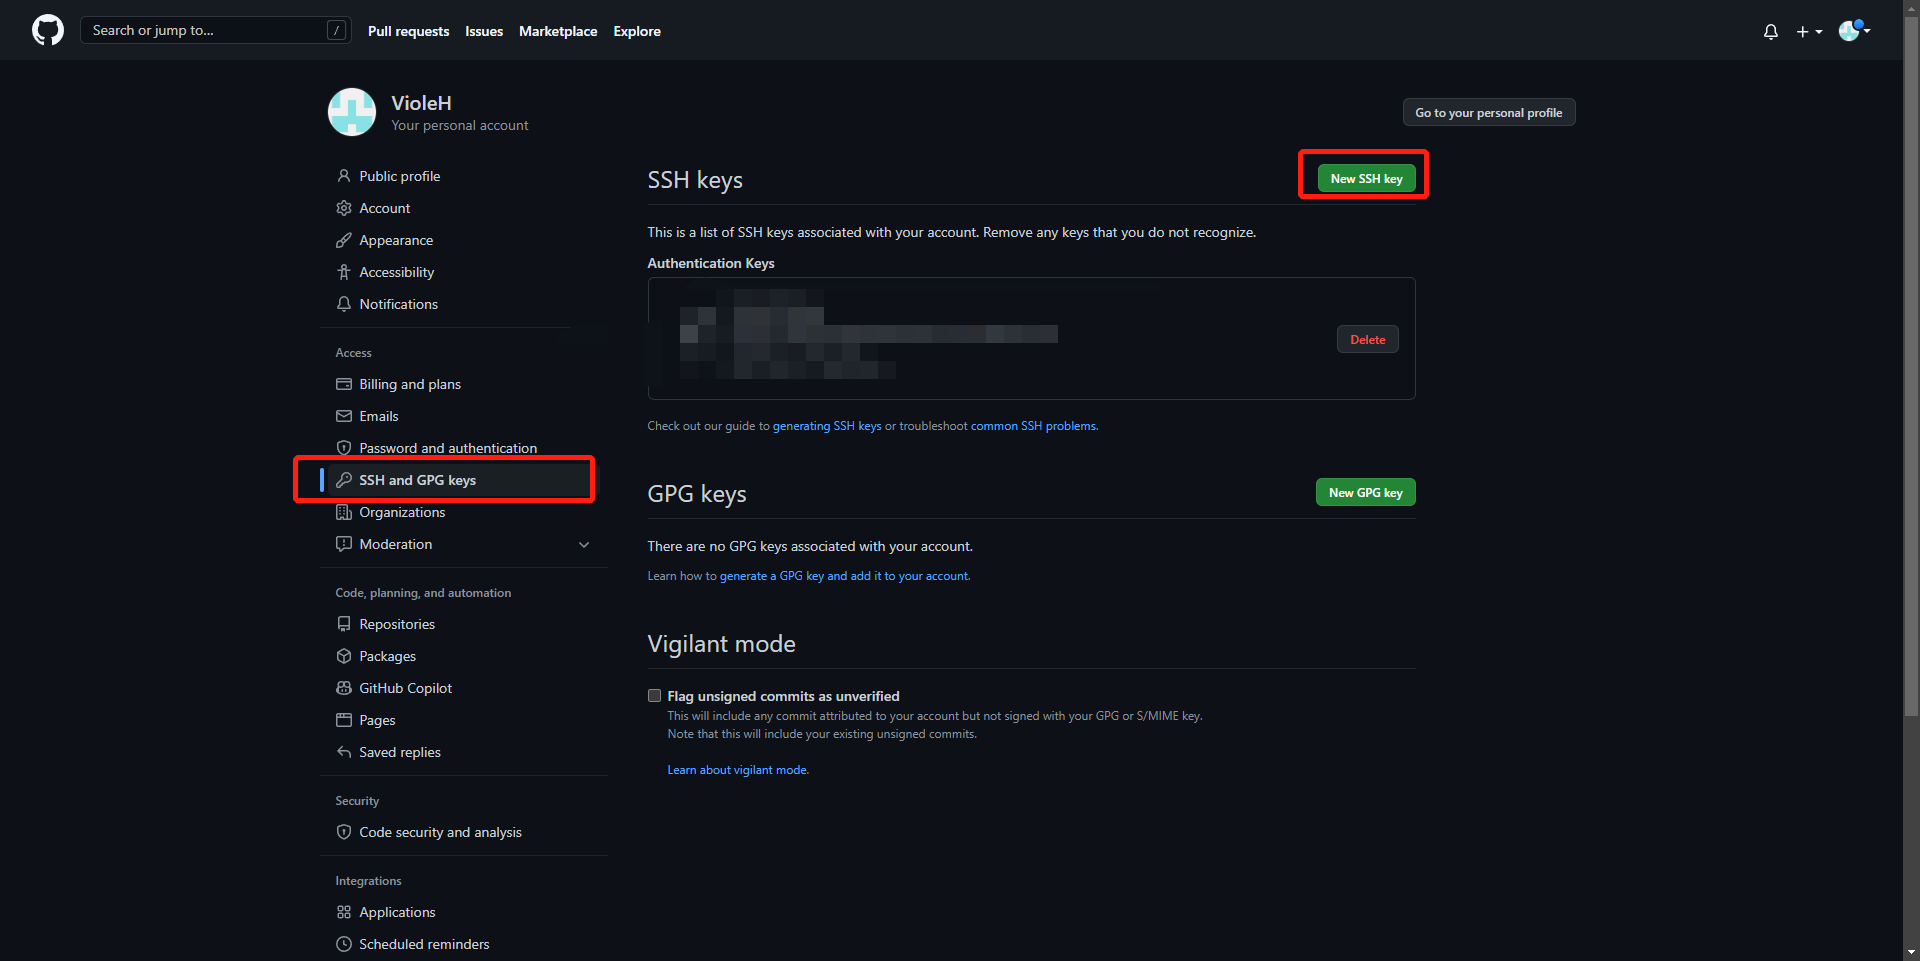 Search or jump to...
/
Pull requests
Issues
Marketplace
Explore
VioleH
Your personal account
Go to your personal profile
Public profile
Account
Appearance
Accessibility
Notifications
Access
Billing and plans
Emails
Password and authentication
SSH and GPG keys
Organizations
Moderation
Code, planning, and automation
Repositories
Packages
GitHub Copilot
Pages
Saved replies
Security
Code security and analysis
Integrations
Applications
Scheduled reminders
SSH keys
New SSH key
This is a list of SSH keys associated with your account. Remove any keys that you do not recognize.
Authentication Keys
Delete
Check out our guide to generating SSH keys or troubleshoot common SSH problems.
GPG keys
New GPG key
There are no GPG keys associated with your account.
Learn how to generate a GPG key and add it to your account.
Vigilant mode
Flag unsigned commits as unverified
This will include any commit attributed to your account but not signed with your GPG or S/MIME key.
Note that this will include your existing unsigned commits.
Learn about vigilant mode.